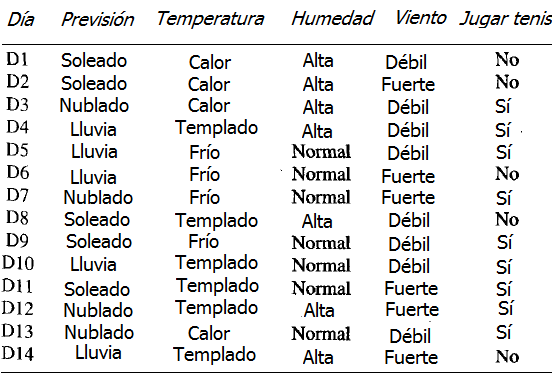 Día Previsión Temperatura Humedad Viento Jugar tenis
D1 Soleado Calor Alta Débil No
D2 Soleado Calor Alta Fuerte No
D3 Nublado Calor Alta Débil Sí
D4 Lluvia Templado Alta Débil Sí
D5 Lluvia Frío Normal Débil Sí
D6 Lluvia Frío Normal Fuerte No
D7 Nublado Frío Normal Fuerte Sí
D8 Soleado Templado Alta Débil No
D9 Soleado Frío Normal Débil Sí
D10 Lluvia Templado Normal Débil Sí
D11 Soleado Templado Normal Fuerte Sí
D12 Nublado Templado Alta Fuerte Sí
D13 Nublado Calor Normal Débil Sí
D14 Lluvia Templado Alta Fuerte No